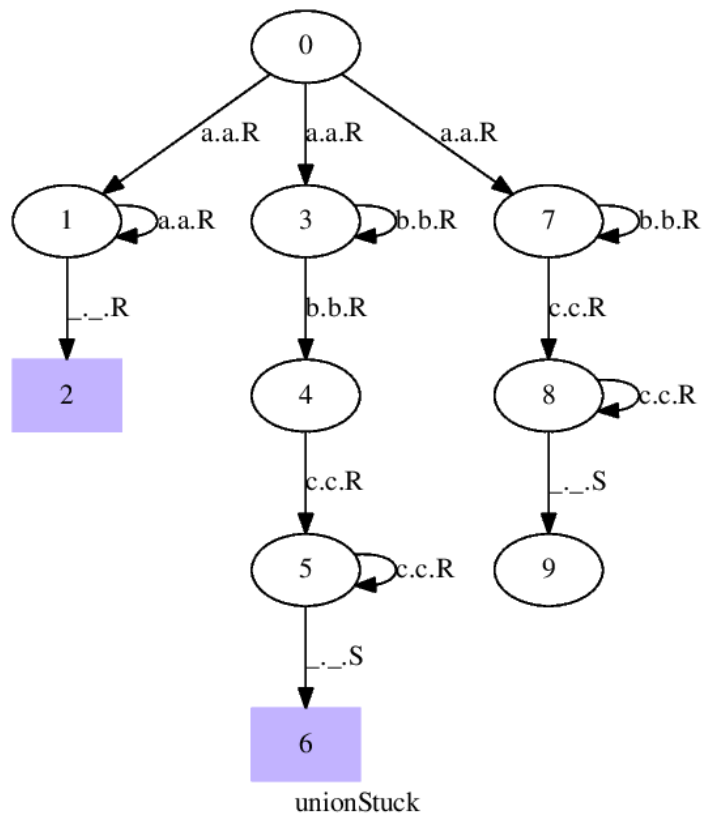 0
a.a.R a.a.R a.a.R
1 a.a.R 3 b.b.R 7 b.b.R
_._.R b.b.R c.c.R
2 4 8 c.c.R
c.c.R _._.S
5 c.c.R 9
_._.S
6
unionStuck